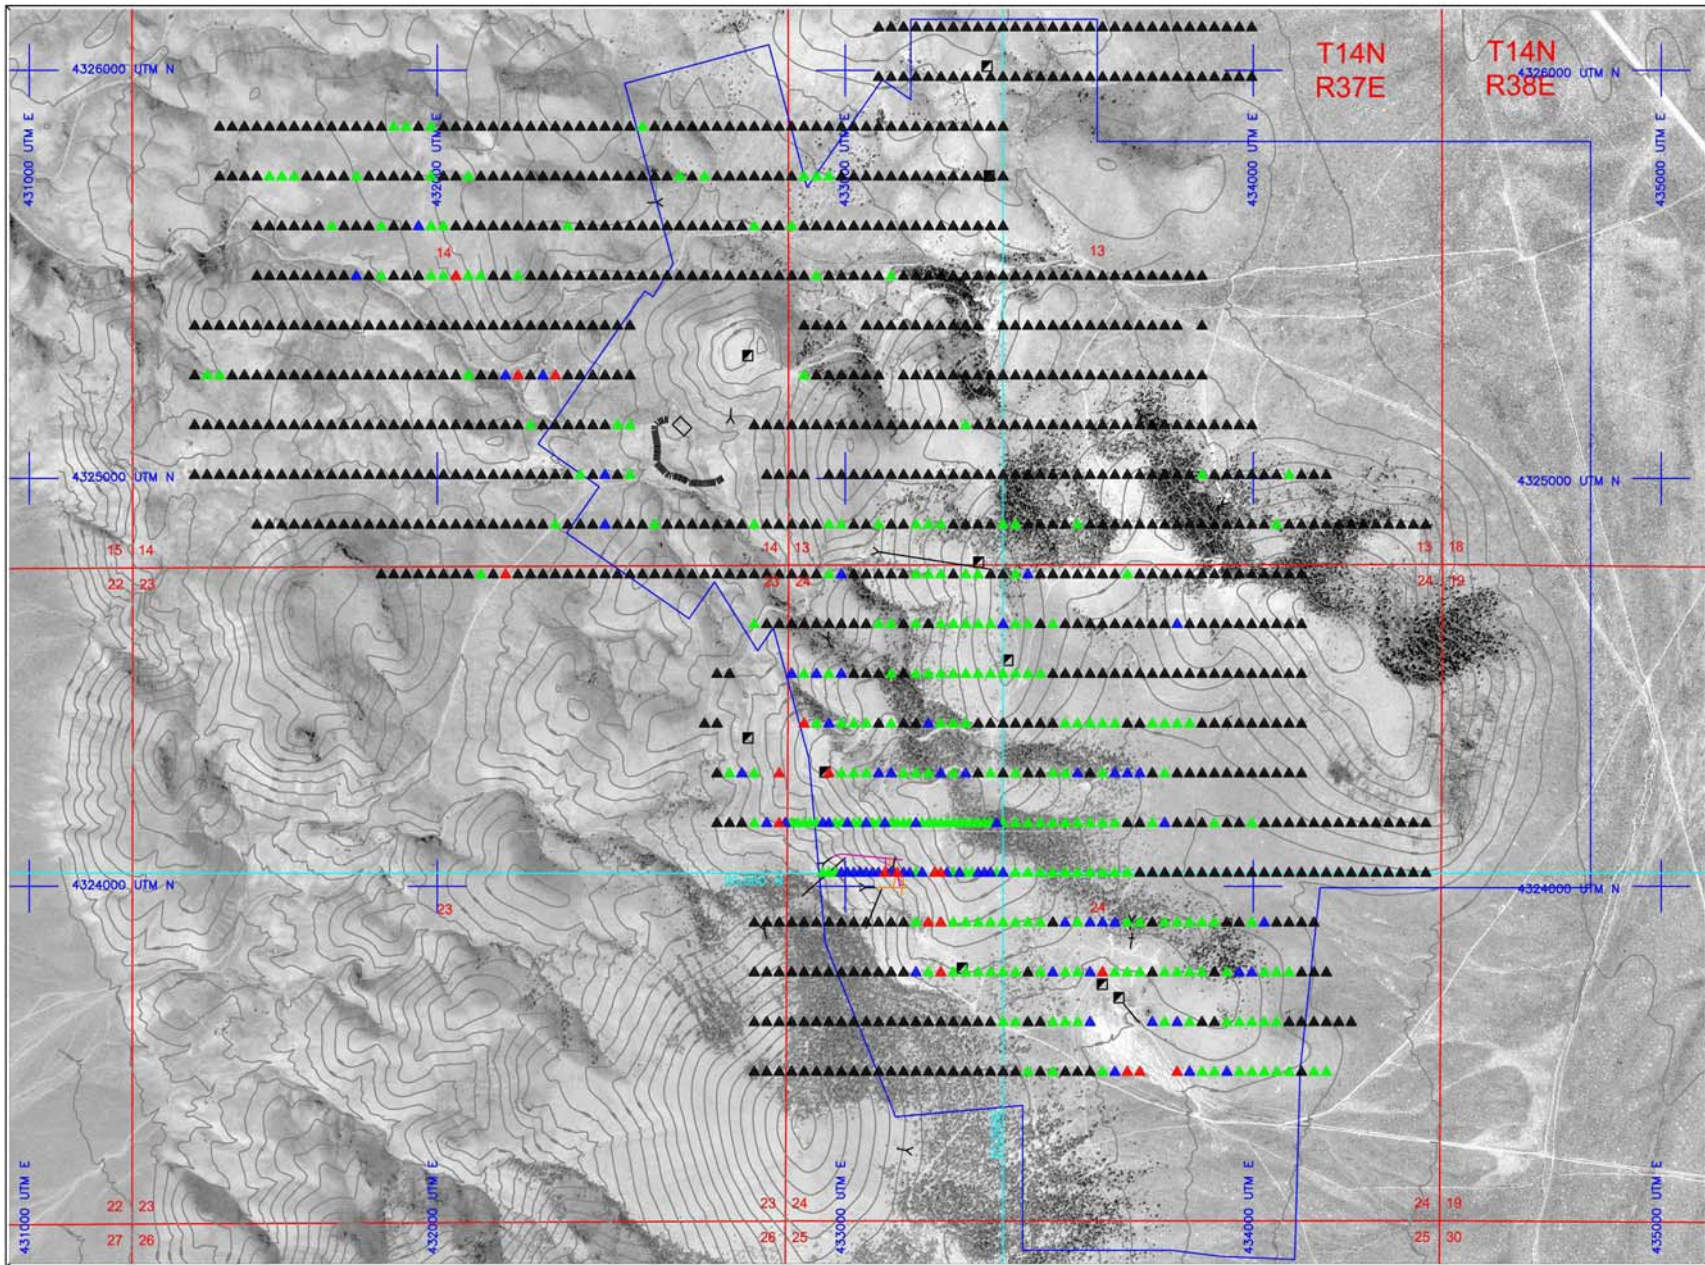 T14N
R37E
T14N
R38E
4326000 UTM N
4326000 UTM N
431000 UTM E
432000 UTM E
433000 UTM E
434000 UTM E
435000 UTM E
14
13
4325000 UTM N
4325000 UTM N
15 14
14 13
13 18
22 23
23 24
24 19
4324000 UTM N
4324000 UTM N
23
24
431000 UTM E
432000 UTM E
433000 UTM E
434000 UTM E
435000 UTM E
22 23
23 24
24 19
27 26
26 25
25 30